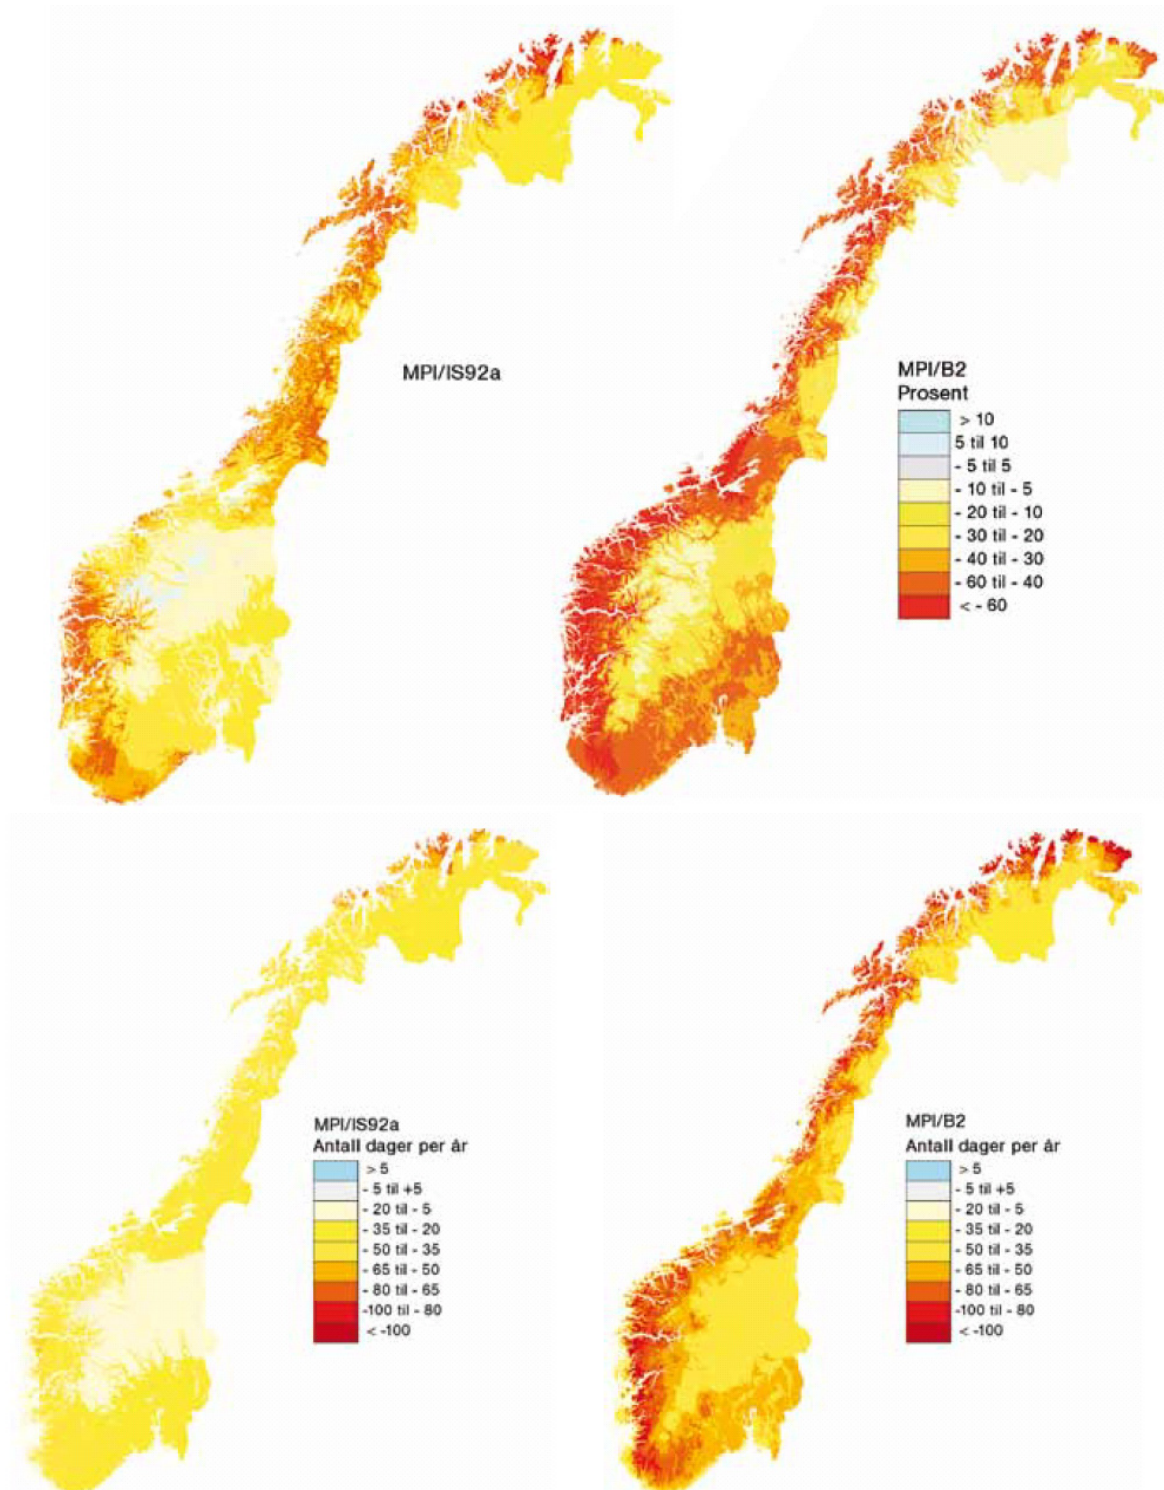 MPI/IS92a
MPI/B2
Prosent
> 10
5 til 10
- 5 til 5
- 10 til - 5
- 20 til - 10
- 30 til - 20
- 40 til - 30
- 60 til - 40
< - 60
MPI/IS92a
Antall dager per år
> 5
- 5 til +5
- 20 til - 5
- 35 til - 20
- 50 til - 35
- 65 til - 50
- 80 til - 65
-100 til - 80
< -100
MPI/B2
Antall dager per år
> 5
- 5 til +5
- 20 til - 5
- 35 til - 20
- 50 til - 35
- 65 til - 50
- 80 til - 65
-100 til - 80
< -100